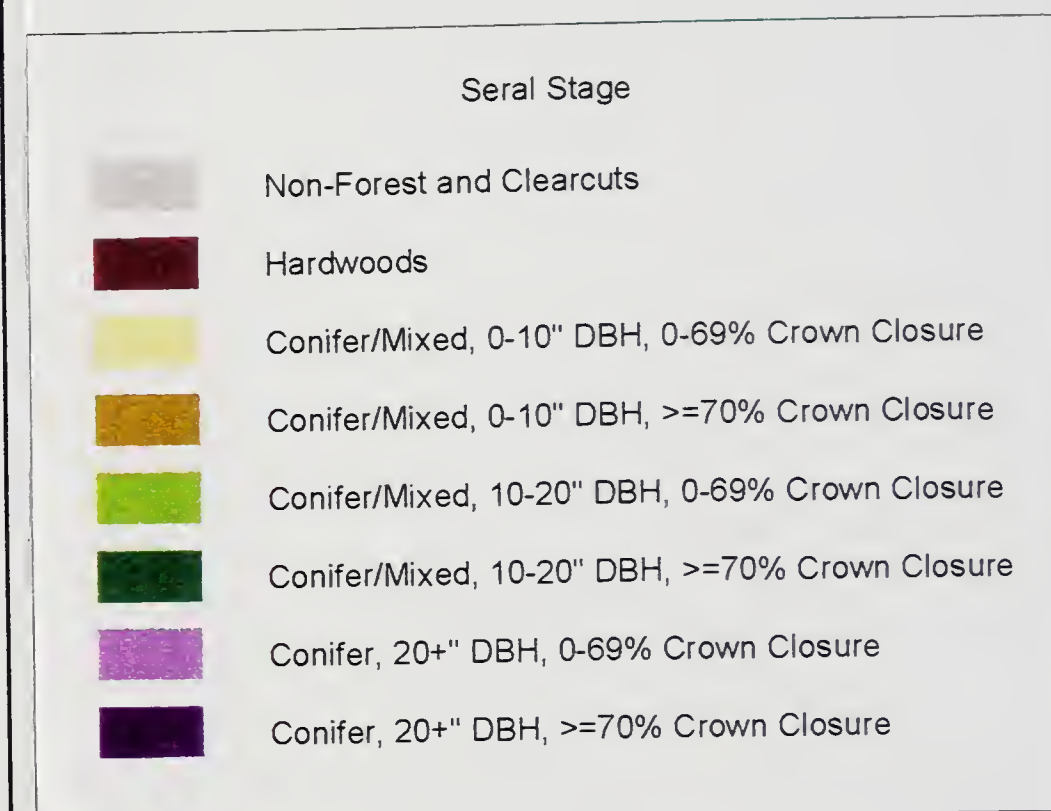 Seral Stage
Non-Forest and Clearcuts
Hardwoods
Conifer/Mixed, 0-10" DBH, 0-69% Crown Closure
Conifer/Mixed, 0-10" DBH, >=70% Crown Closure
Conifer/Mixed, 10-20" DBH, 0-69% Crown Closure
Conifer/Mixed, 10-20" DBH, >=70% Crown Closure
Conifer, 20+" DBH, 0-69% Crown Closure
Conifer, 20+" DBH, >=70% Crown Closure